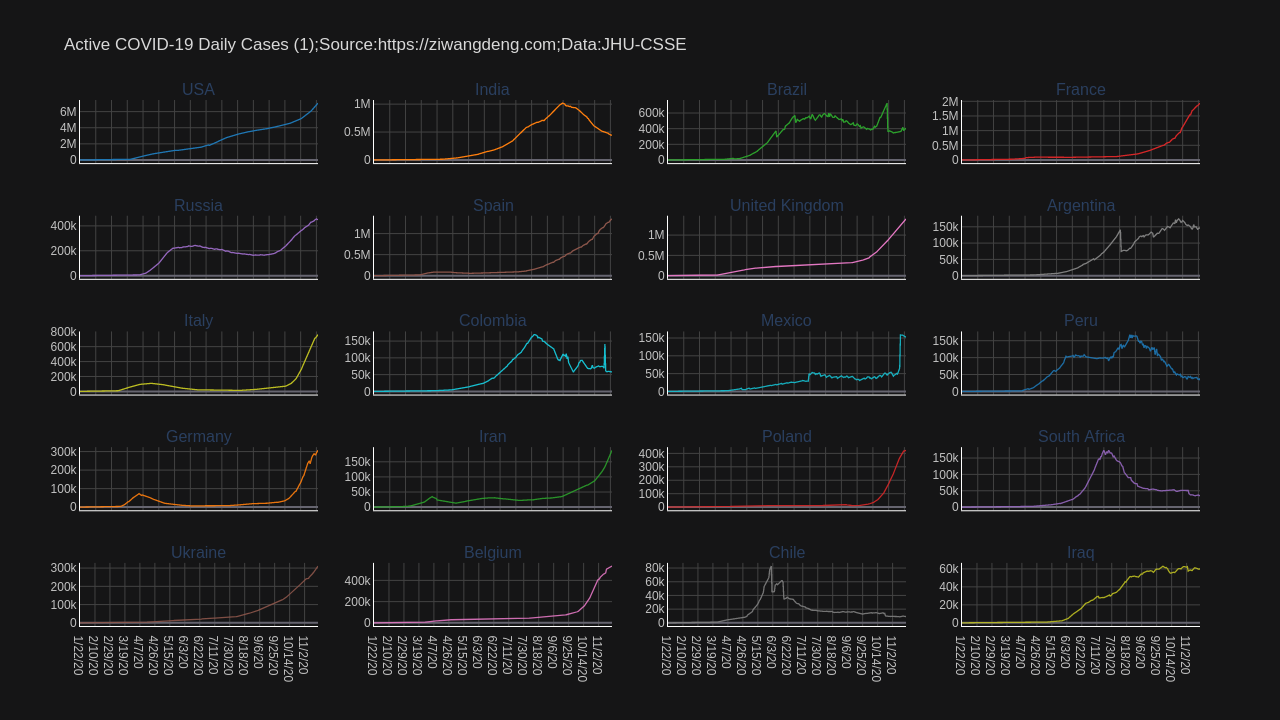 Active COVID-19 Daily Cases (1);Source:https://ziwangdeng.com;Data:JHU-CSSE
USA India Brazil France
6M 4M 2M 0
1M 0.5M 0
600k 400k 200k 0
2M 1.5M 1M 0.5M 0
Russia Spain United Kingdom Argentina
400k 200k 0
1M 0.5M 0
1M 0.5M 0
150k 100k 50k 0
Italy Colombia Mexico Peru
800k 600k 400k 200k 0
150k 100k 50k 0
150k 100k 50k 0
150k 100k 50k 0
Germany Iran Poland South Africa
300k 200k 100k 0
150k 100k 50k 0
400k 300k 200k 100k 0
150k 100k 50k 0
Ukraine Belgium Chile Iraq
300k 200k 100k 0
400k 200k 0
80k 60k 40k 20k 0
60k 40k 20k 0
1/22/20 2/10/20 2/29/20 3/19/20 4/7/20 4/26/20 5/15/20 6/3/20 6/22/20 7/11/20 7/30/20 8/18/20 9/6/20 9/25/20 10/14/20 11/2/20
1/22/20 2/10/20 2/29/20 3/19/20 4/7/20 4/26/20 5/15/20 6/3/20 6/22/20 7/11/20 7/30/20 8/18/20 9/6/20 9/25/20 10/14/20 11/2/20
1/22/20 2/10/20 2/29/20 3/19/20 4/7/20 4/26/20 5/15/20 6/3/20 6/22/20 7/11/20 7/30/20 8/18/20 9/6/20 9/25/20 10/14/20 11/2/20
1/22/20 2/10/20 2/29/20 3/19/20 4/7/20 4/26/20 5/15/20 6/3/20 6/22/20 7/11/20 7/30/20 8/18/20 9/6/20 9/25/20 10/14/20 11/2/20